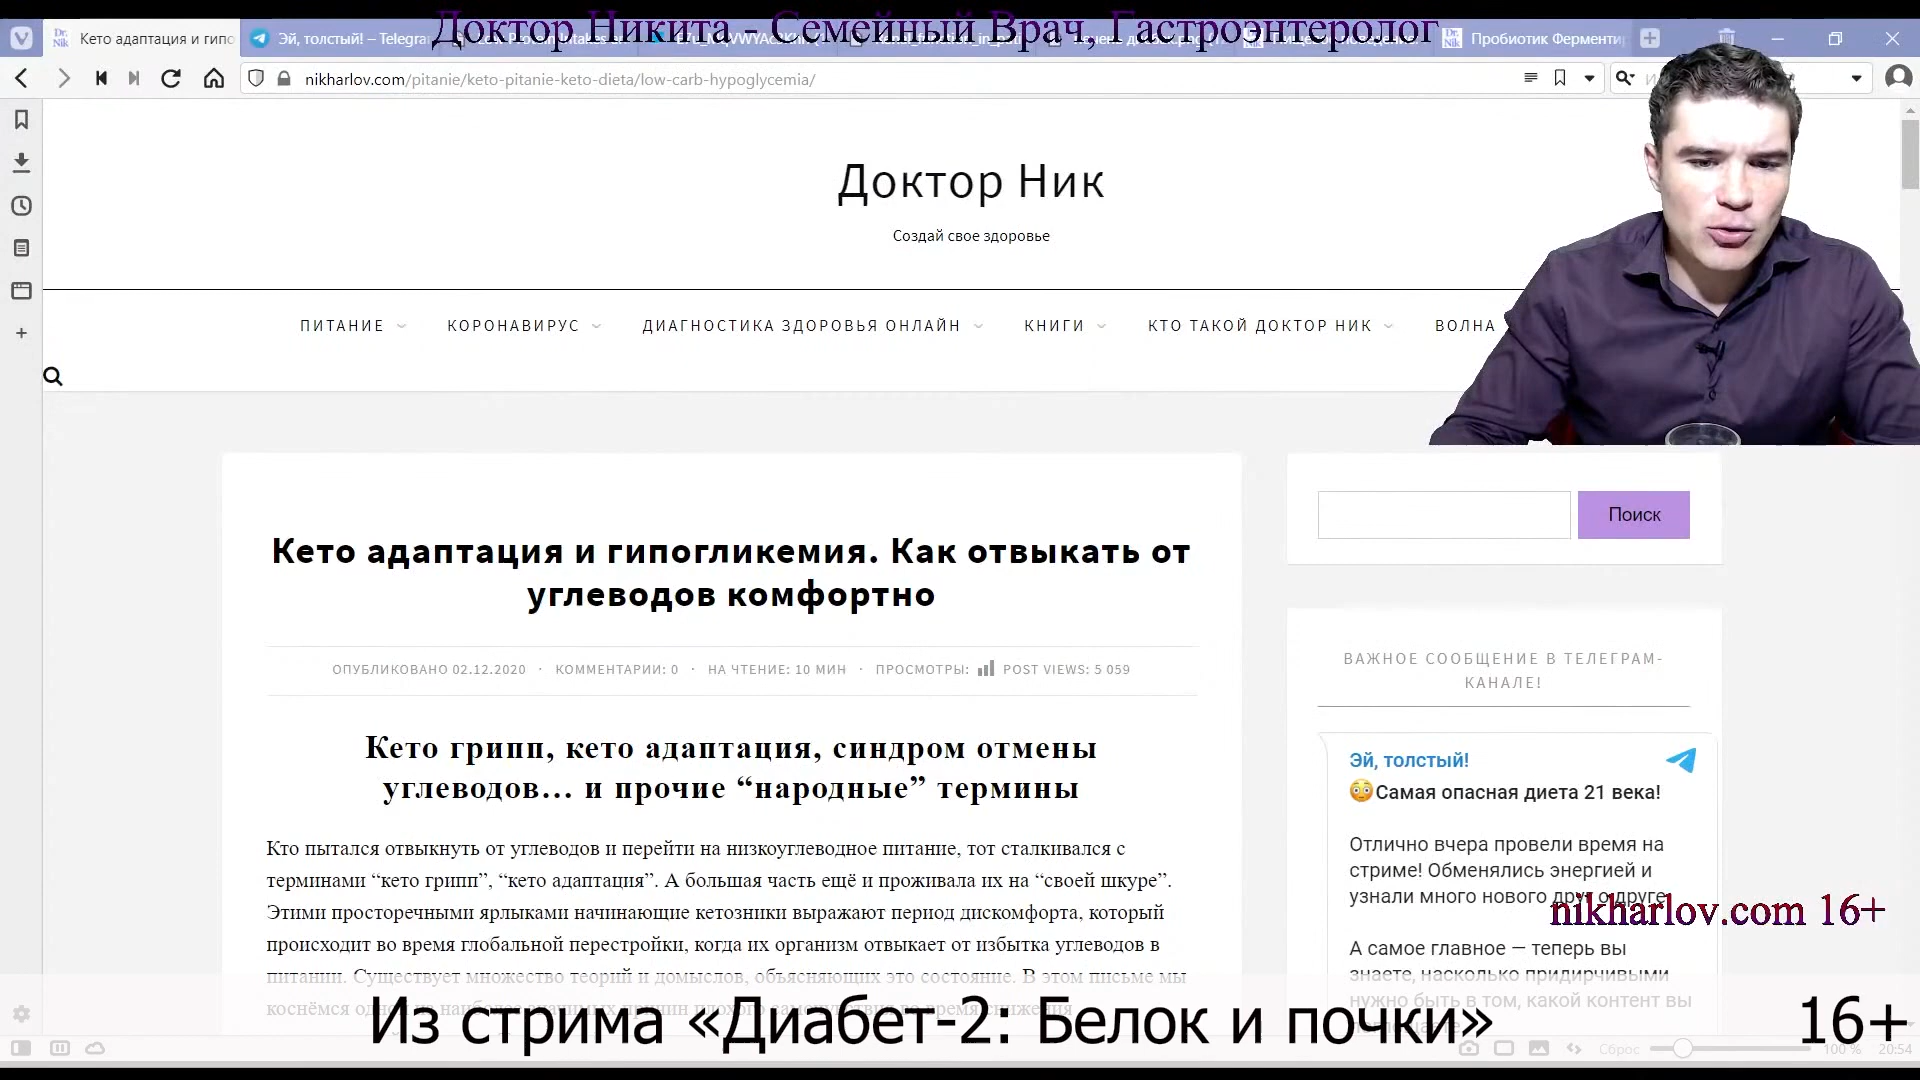 Доктор Никита - Семейный Врач, Гастроэнтеролог
Кето адаптация и гипо
Эй, толстый! – Telegra
Пробиотик Ферменти
nikharlov.com/pitanie/keto-pitanie-keto-dieta/low-carb-hypoglycemia/
Доктор Ник
Создай свое здоровье
ПИТАНИЕ КОРОНАВИРУС ДИАГНОСТИКА ЗДОРОВЬЯ ОНЛАЙН КНИГИ КТО ТАКОЙ ДОКТОР НИК ВОЛНА
Поиск
Кето адаптация и гипогликемия. Как отвыкать от
углеводов комфортно
ОПУБЛИКОВАНО 02.12.2020 · КОММЕНТАРИИ: 0 · НА ЧТЕНИЕ: 10 МИН · ПРОСМОТРЫ: POST VIEWS: 5 059
Кето грипп, кето адаптация, синдром отмены
углеводов… и прочие “народные” термины
Кто пытался отвыкнуть от углеводов и перейти на низкоуглеводное питание, тот сталкивался с
терминами “кето грипп”, “кето адаптация”. А большая часть ещё и проживала их на “своей шкуре”.
Этими просторечными ярлыками начинающие кетозники выражают период дискомфорта, который
происходит во время глобальной перестройки, когда их организм отвыкает от избытка углеводов в
питании. Существует множество теорий и домыслов, объясняющих это состояние. В этом письме мы
коснёмся одной
ВАЖНОЕ СООБЩЕНИЕ В ТЕЛЕГРАМ-
КАНАЛЕ!
Эй, толстый!
Самая опасная диета 21 века!
Отлично вчера провели время на
стриме! Обменялись энергией и
узнали много нового друг о друге
nikharlov.com 16+
А самое главное — теперь вы
знаете, насколько придирчивыми
нужно быть в том, какой контент вы
Из стрима «Диабет-2: Белок и почки»
16+
Сброс
100 %
20:54